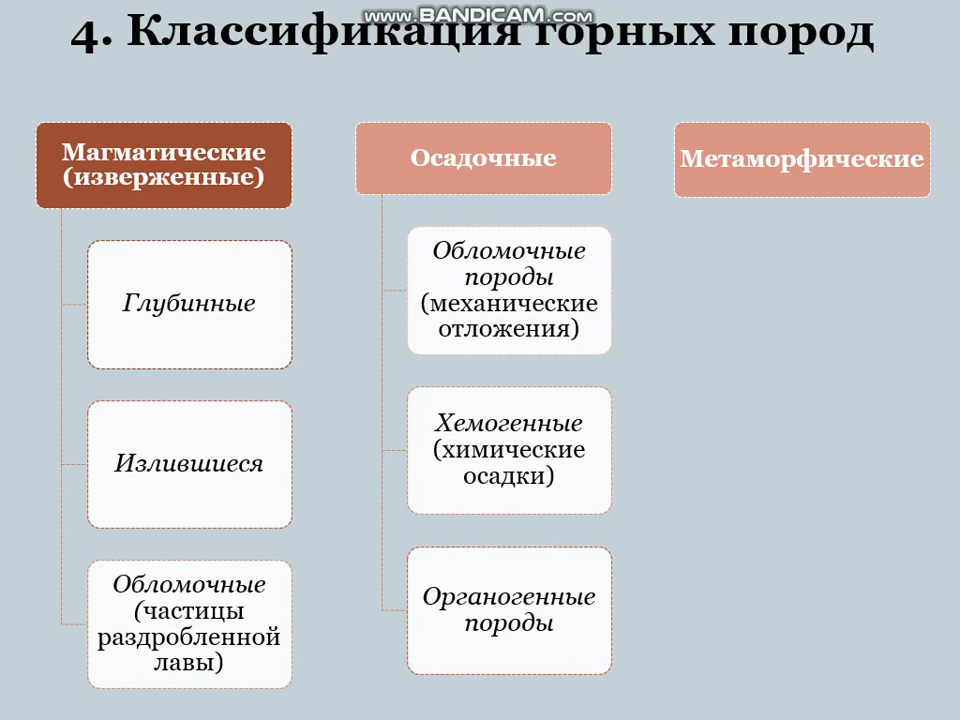 www.BANDICAM.com
4. Классификация горных пород
Магматические
(изверженные)
Глубинные
Излившиеся
Обломочные
(частицы
раздробленной
лавы)
Осадочные
Обломочные
породы
(механические
отложения)
Хемогенные
(химические
осадки)
Органогенные
породы
Метаморфические